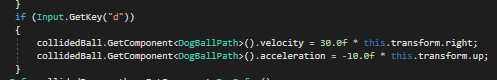 }
if (Input.GetKey("d"))
{
collidedBall.GetComponent<DogBallPath>().velocity = 30.0f * this.transform.right;
collidedBall.GetComponent<DogBallPath>().acceleration = -10.0f * this.transform.up;
}